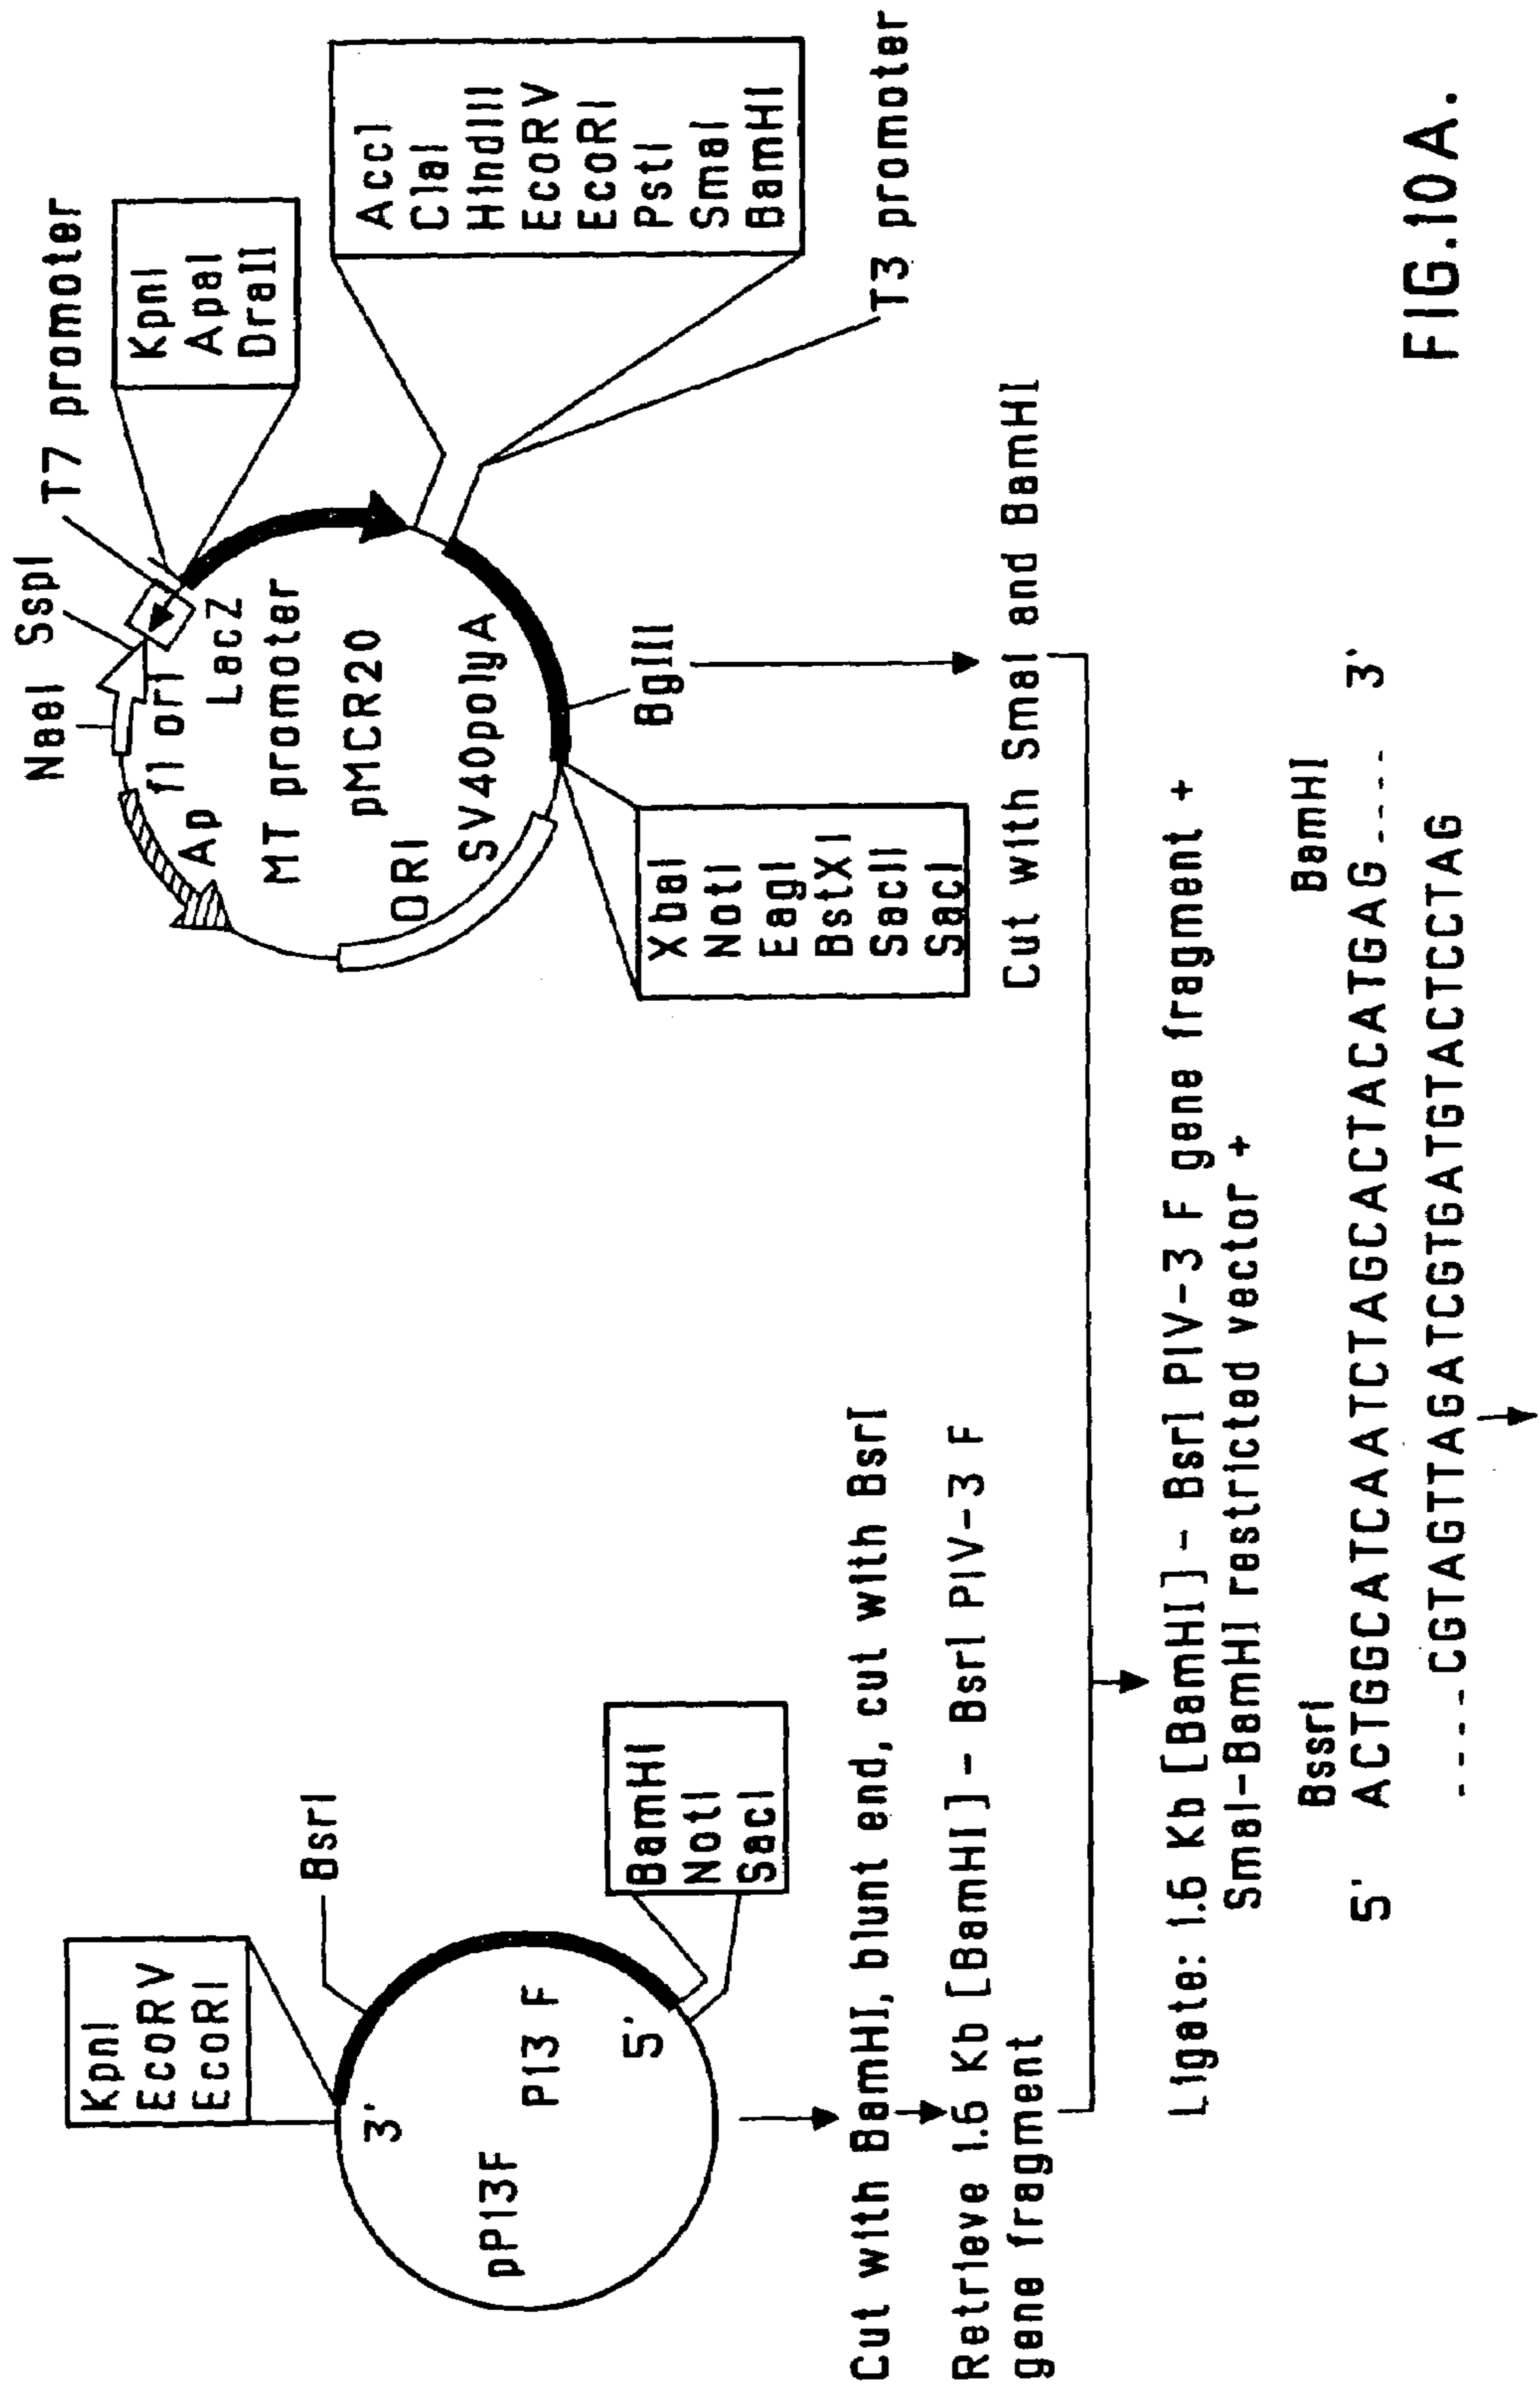 KpnI
EcoRV
EcoRI
BsrI
3'
pPI3F
PI3 F
5'
BamHI
NotI
SacI
Cut with BamHI, blunt end, cut with BsrI
Retrieve 1.6 Kb [BamHI] - BsrI PIV-3 F
gene fragment
NaeI
SspI
T7 promoter
KpnI
ApaI
DraII
f1 ori
LacZ
Ap
MT promoter
pMCR20
ORI
SV40polyA
AccI
ClaI
HindIII
EcoRV
EcoRI
PstI
SmaI
BamHI
T3 promoter
BglII
XbaI
NotI
EagI
BstXI
SacII
SacI
Cut with SmaI and BamHI
Ligate: 1.6 Kb [BamHI] - BsrI PIV-3 F gene fragment +
SmaI-BamHI restricted vector +
BssrI
BamHI
5' ACTGGCATCAATCTAGCACTACATGAG---- 3'
----CGTAGTTAGATCGTGATGTACTCCTAG
FIG.10A.